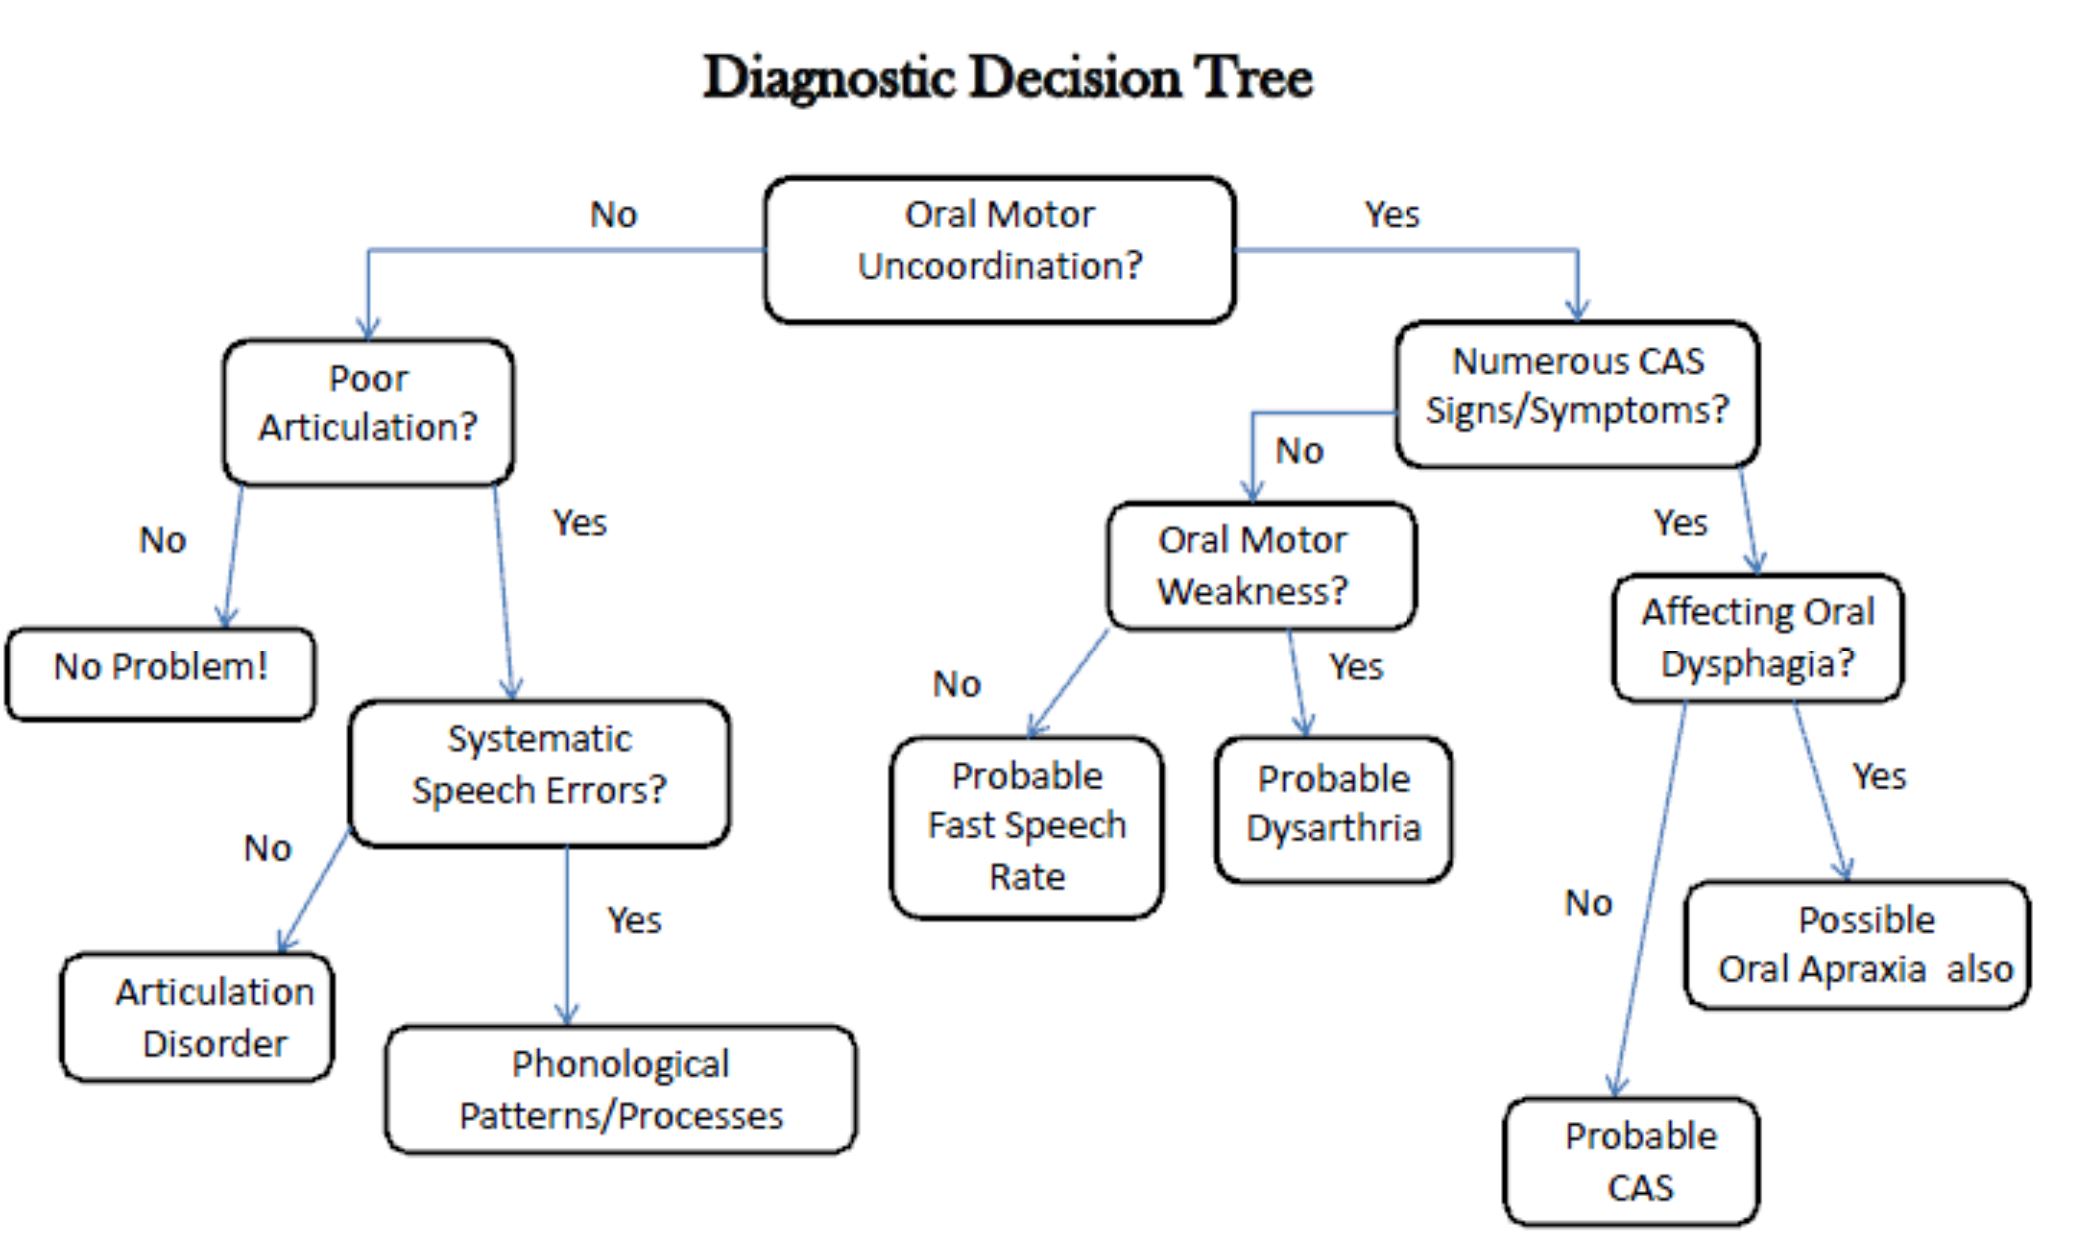 Diagnostic Decision Tree
No
Oral Motor
Uncoordination?
Yes
Poor
Articulation?
Numerous CAS
Signs/Symptoms?
No
Yes
No
Yes
No Problem!
Oral Motor
Weakness?
Affecting Oral
Dysphagia?
Systematic
Speech Errors?
No
Yes
No
Yes
Probable
Fast Speech
Rate
Probable
Dysarthria
No
Yes
Possible
Oral Apraxia also
Articulation
Disorder
Phonological
Patterns/Processes
Probable
CAS